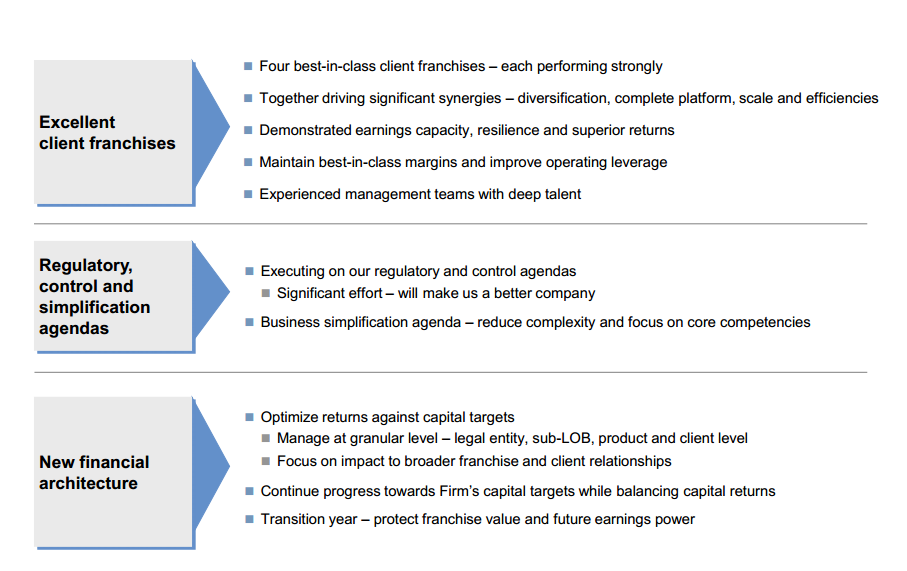 Excellent
client franchises
■ Four best-in-class client franchises – each performing strongly
■ Together driving significant synergies – diversification, complete platform, scale and efficiencies
■ Demonstrated earnings capacity, resilience and superior returns
■ Maintain best-in-class margins and improve operating leverage
■ Experienced management teams with deep talent
Regulatory,
control and
simplification
agendas
■ Executing on our regulatory and control agendas
■ Significant effort – will make us a better company
■ Business simplification agenda – reduce complexity and focus on core competencies
New financial
architecture
■ Optimize returns against capital targets
■ Manage at granular level – legal entity, sub-LOB, product and client level
■ Focus on impact to broader franchise and client relationships
■ Continue progress towards Firm's capital targets while balancing capital returns
■ Transition year – protect franchise value and future earnings power